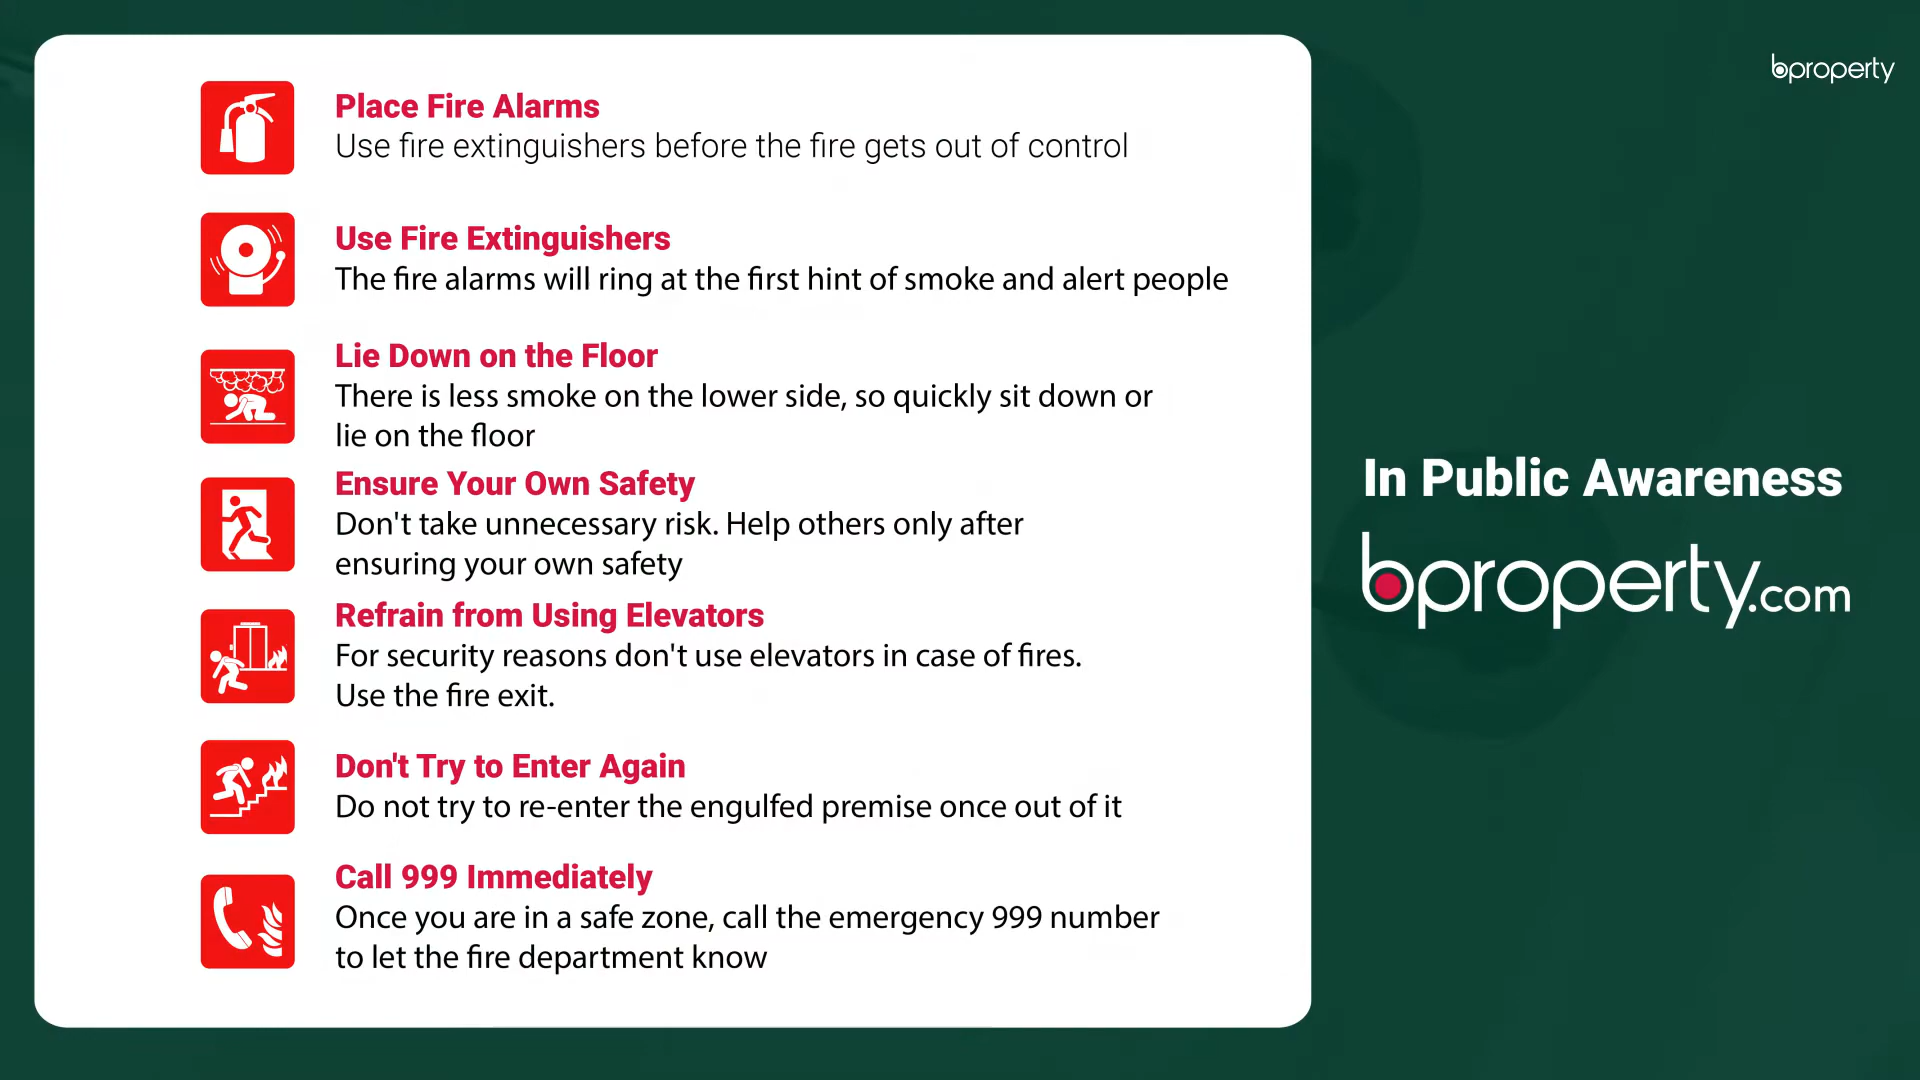 bproperty
Place Fire Alarms
Use fire extinguishers before the fire gets out of control
Use Fire Extinguishers
The fire alarms will ring at the first hint of smoke and alert people
Lie Down on the Floor
There is less smoke on the lower side, so quickly sit down or
lie on the floor
Ensure Your Own Safety
Don't take unnecessary risk. Help others only after
ensuring your own safety
Refrain from Using Elevators
For security reasons don't use elevators in case of fires.
Use the fire exit.
Don't Try to Enter Again
Do not try to re-enter the engulfed premise once out of it
Call 999 Immediately
Once you are in a safe zone, call the emergency 999 number
to let the fire department know
In Public Awareness
bproperty.com